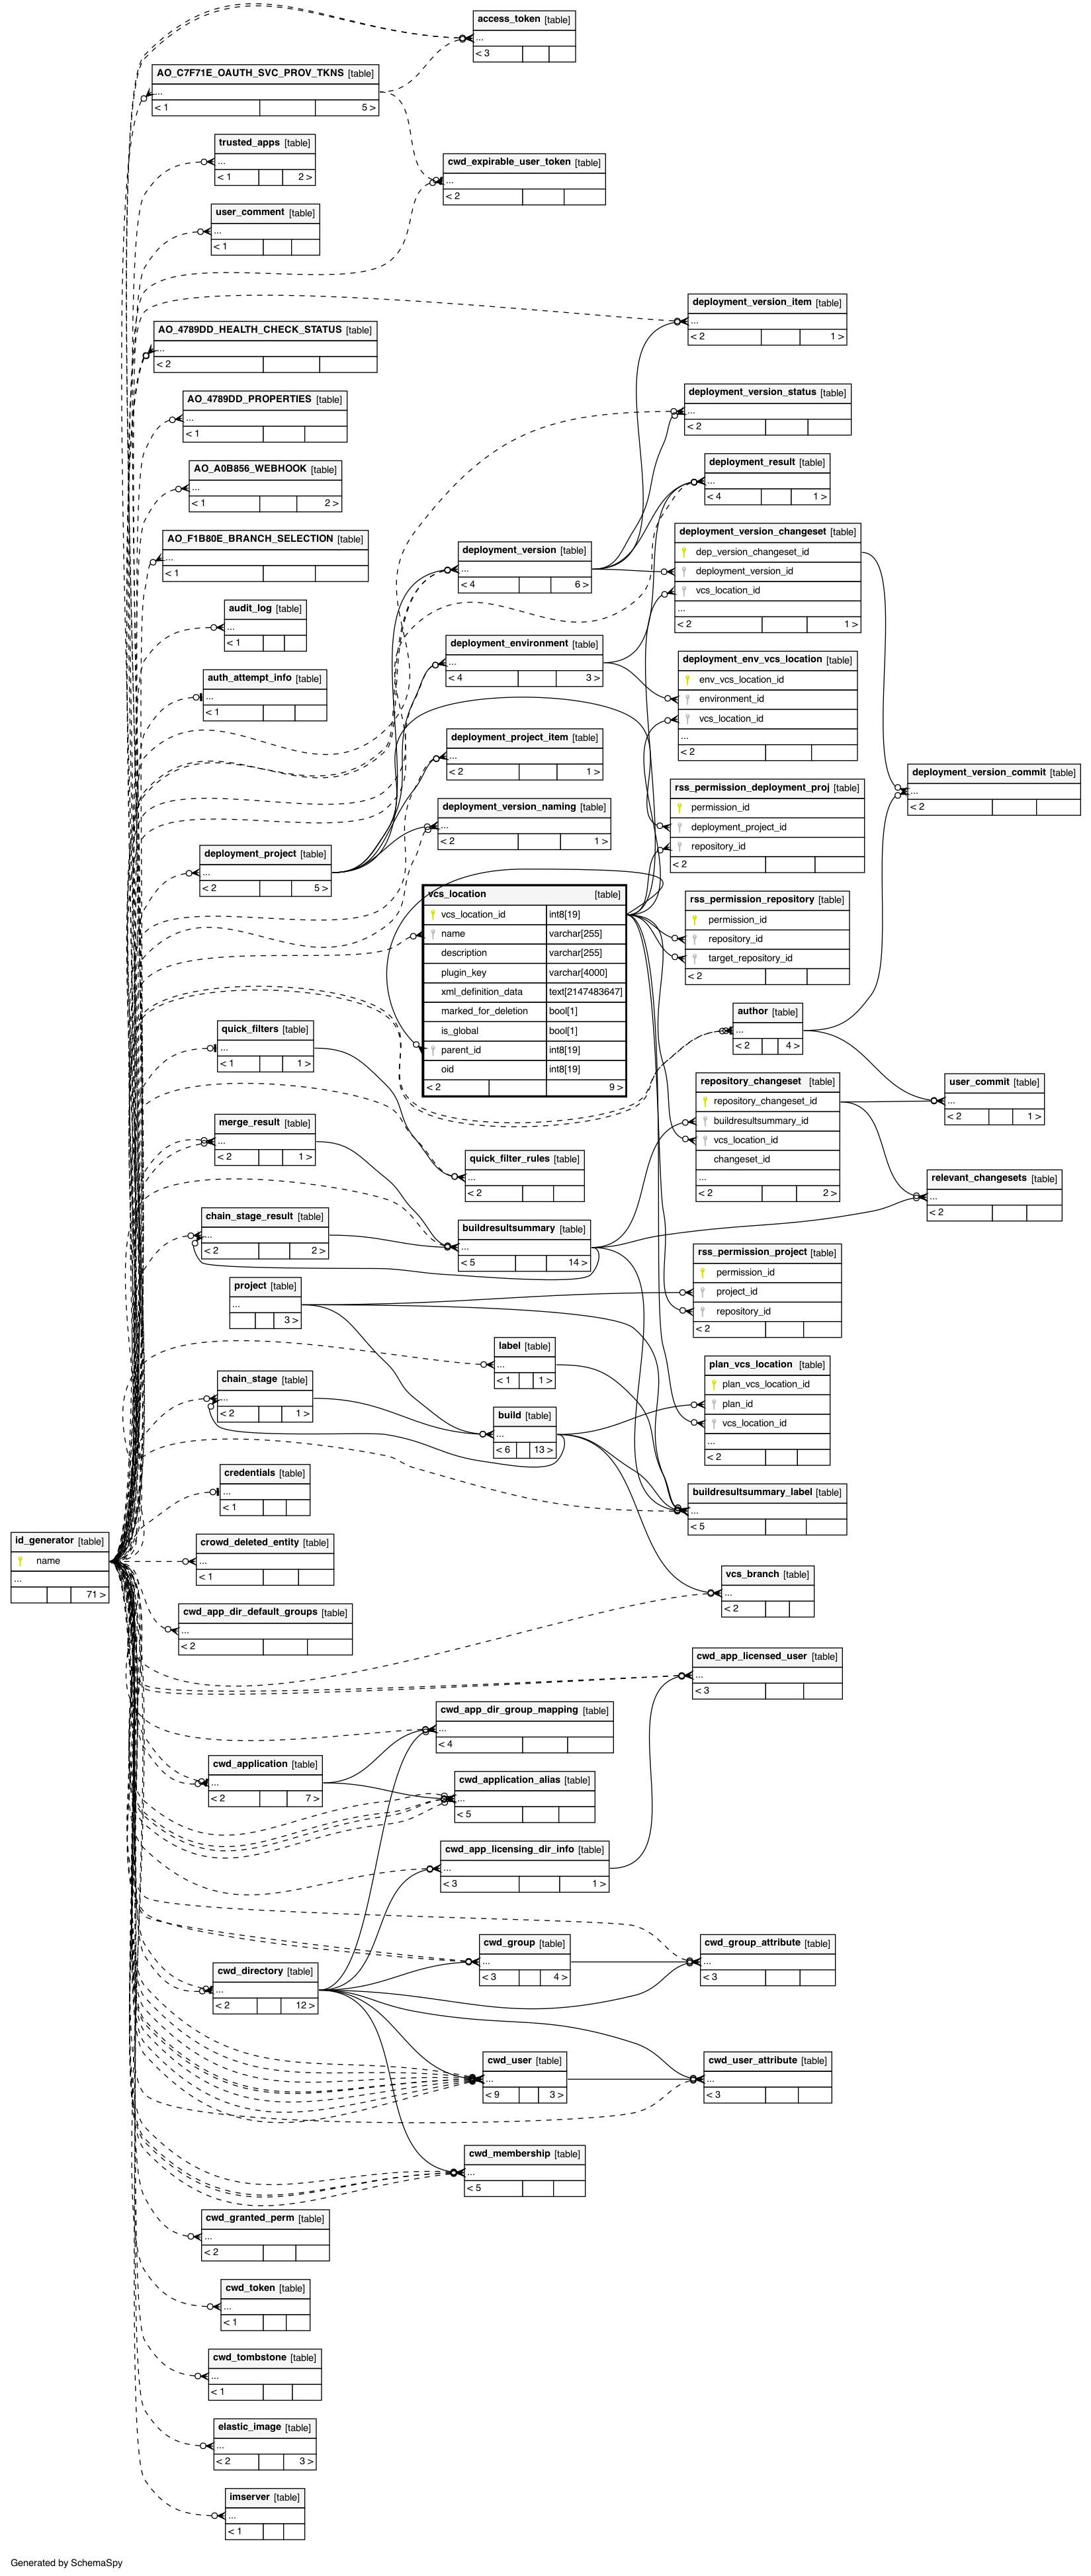 access_token [table]
...
< 3
AO_C7F71E_OAUTH_SVC_PROV_TKNS [table]
...
< 1 5 >
trusted_apps [table]
...
< 1 2 >
cwd_expirable_user_token [table]
...
< 2
user_comment [table]
...
< 1
deployment_version_item [table]
...
< 2 1 >
AO_4789DD_HEALTH_CHECK_STATUS [table]
...
< 2
AO_4789DD_PROPERTIES [table]
...
< 1
deployment_version_status [table]
...
< 2
AO_A0B856_WEBHOOK [table]
...
< 1 2 >
deployment_result [table]
...
< 4 1 >
AO_F1B80E_BRANCH_SELECTION [table]
...
< 1
deployment_version_changeset [table]
dep_version_changeset_id
deployment_version_id
vcs_location_id
...
< 2 1 >
deployment_version [table]
...
< 4 6 >
audit_log [table]
...
< 1
deployment_environment [table]
...
< 4 3 >
deployment_env_vcs_location [table]
env_vcs_location_id
environment_id
vcs_location_id
...
< 2
auth_attempt_info [table]
...
< 1
deployment_project_item [table]
...
< 2 1 >
deployment_version_commit [table]
...
< 2
rss_permission_deployment_proj [table]
permission_id
deployment_project_id
repository_id
< 2
deployment_version_naming [table]
...
< 2 1 >
deployment_project [table]
...
< 2 5 >
vcs_location [table]
vcs_location_id int8[19]
name varchar[255]
description varchar[255]
plugin_key varchar[4000]
xml_definition_data text[2147483647]
marked_for_deletion bool[1]
is_global bool[1]
parent_id int8[19]
oid int8[19]
< 2 9 >
rss_permission_repository [table]
permission_id
repository_id
target_repository_id
< 2
author [table]
...
< 2 4 >
quick_filters [table]
...
< 1 1 >
repository_changeset [table]
repository_changeset_id
buildresultsummary_id
vcs_location_id
changeset_id
...
< 2 2 >
user_commit [table]
...
< 2 1 >
merge_result [table]
...
< 2 1 >
quick_filter_rules [table]
...
< 2
relevant_changesets [table]
...
< 2
chain_stage_result [table]
...
< 2 2 >
buildresultsummary [table]
...
< 5 14 >
rss_permission_project [table]
permission_id
project_id
repository_id
< 2
project [table]
...
3 >
label [table]
...
< 1 1 >
plan_vcs_location [table]
plan_vcs_location_id
plan_id
vcs_location_id
...
< 2
chain_stage [table]
...
< 2 1 >
build [table]
...
< 6 13 >
credentials [table]
...
< 1
buildresultsummary_label [table]
...
< 5
id_generator [table]
name
...
71 >
crowd_deleted_entity [table]
...
< 1
vcs_branch [table]
...
< 2
cwd_app_dir_default_groups [table]
...
< 2
cwd_app_licensed_user [table]
...
< 3
cwd_app_dir_group_mapping [table]
...
< 4
cwd_application [table]
...
< 2 7 >
cwd_application_alias [table]
...
< 5
cwd_app_licensing_dir_info [table]
...
< 3 1 >
cwd_group [table]
...
< 3 4 >
cwd_group_attribute [table]
...
< 3
cwd_directory [table]
...
< 2 12 >
cwd_user [table]
...
< 9 3 >
cwd_user_attribute [table]
...
< 3
cwd_membership [table]
...
< 5
cwd_granted_perm [table]
...
< 2
cwd_token [table]
...
< 1
cwd_tombstone [table]
...
< 1
elastic_image [table]
...
< 2 3 >
imserver [table]
...
< 1
Generated by SchemaSpy